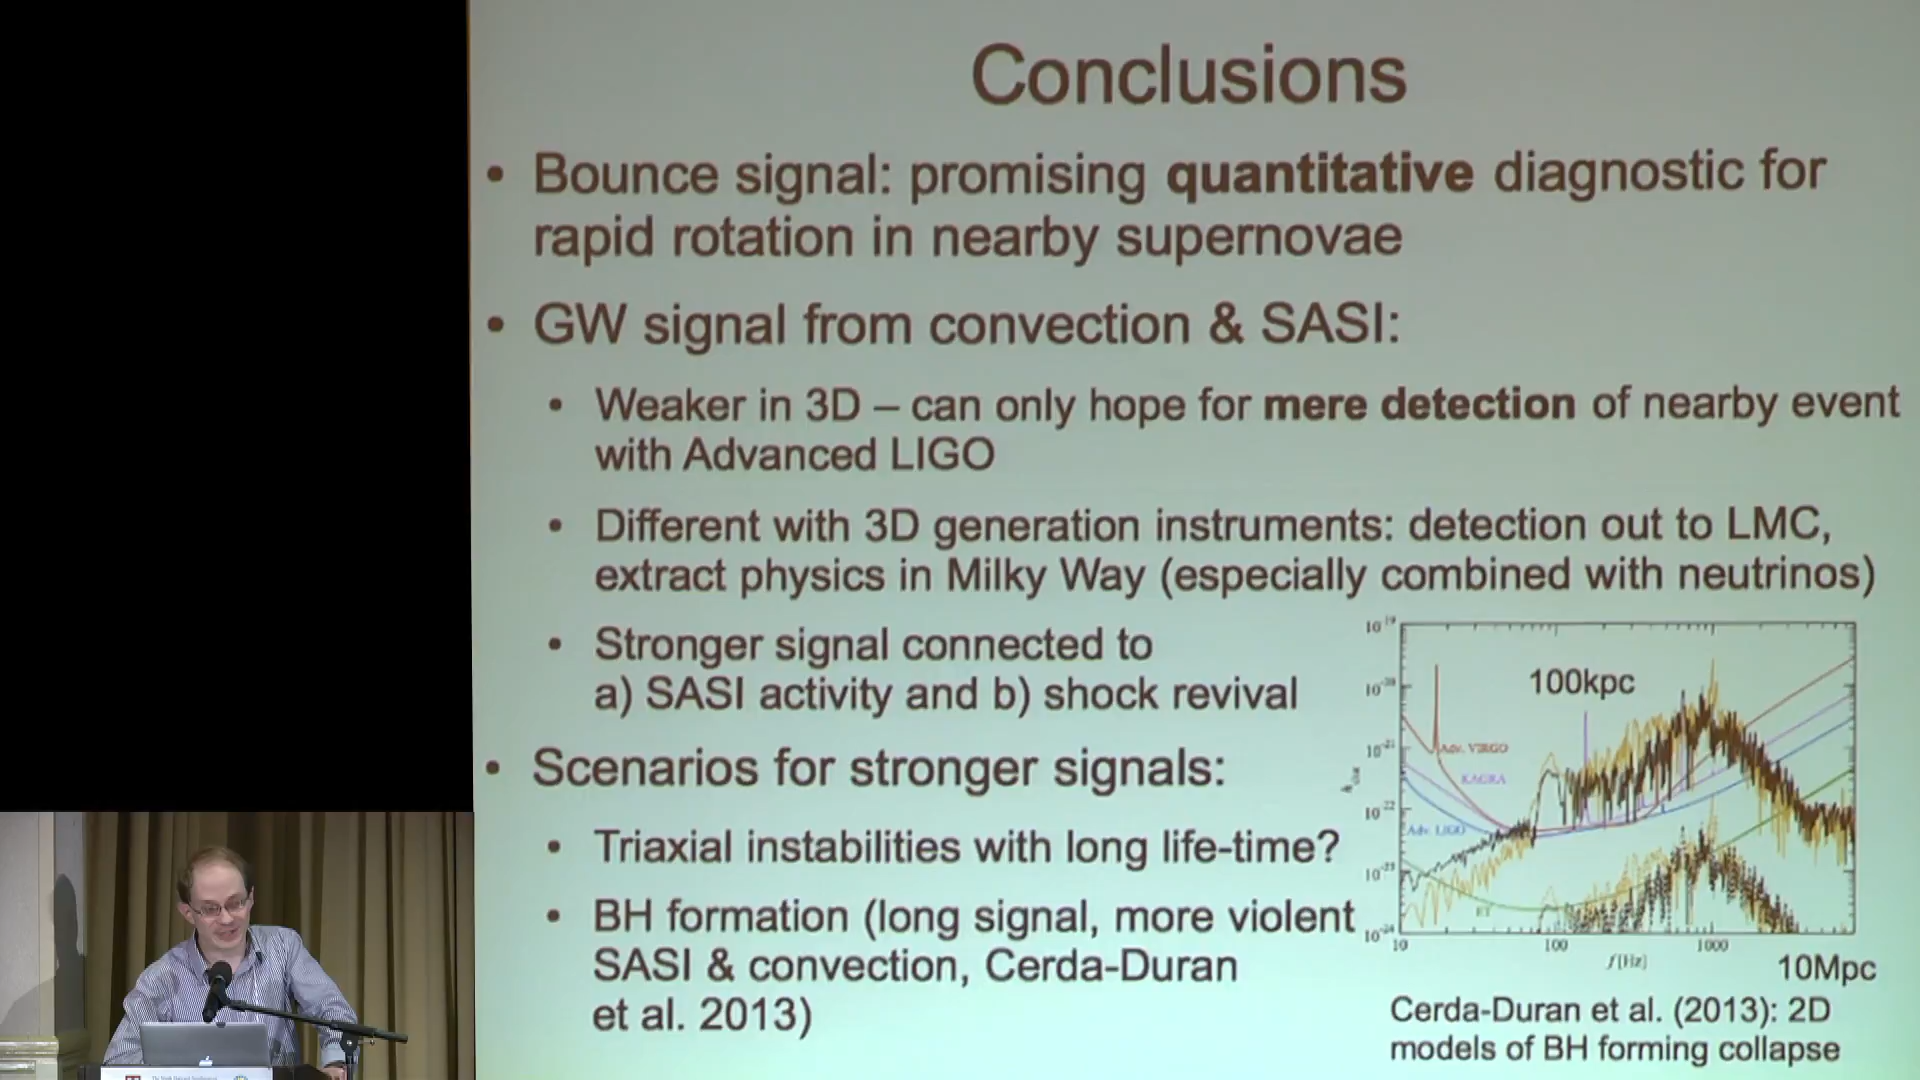 Conclusions
• Bounce signal: promising quantitative diagnostic for
rapid rotation in nearby supernovae
• GW signal from convection & SASI:
• Weaker in 3D – can only hope for mere detection of nearby event
with Advanced LIGO
• Different with 3D generation instruments: detection out to LMC,
extract physics in Milky Way (especially combined with neutrinos)
• Stronger signal connected to
a) SASI activity and b) shock revival
• Scenarios for stronger signals:
• Triaxial instabilities with long life-time?
• BH formation (long signal, more violent
SASI & convection, Cerda-Duran
et al. 2013)
100kpc
Adv. VIRGO
KAGRA
Adv. LIGO
ET
10 100 1000
f [Hz]
10Mpc
Cerda-Duran et al. (2013): 2D
models of BH forming collapse